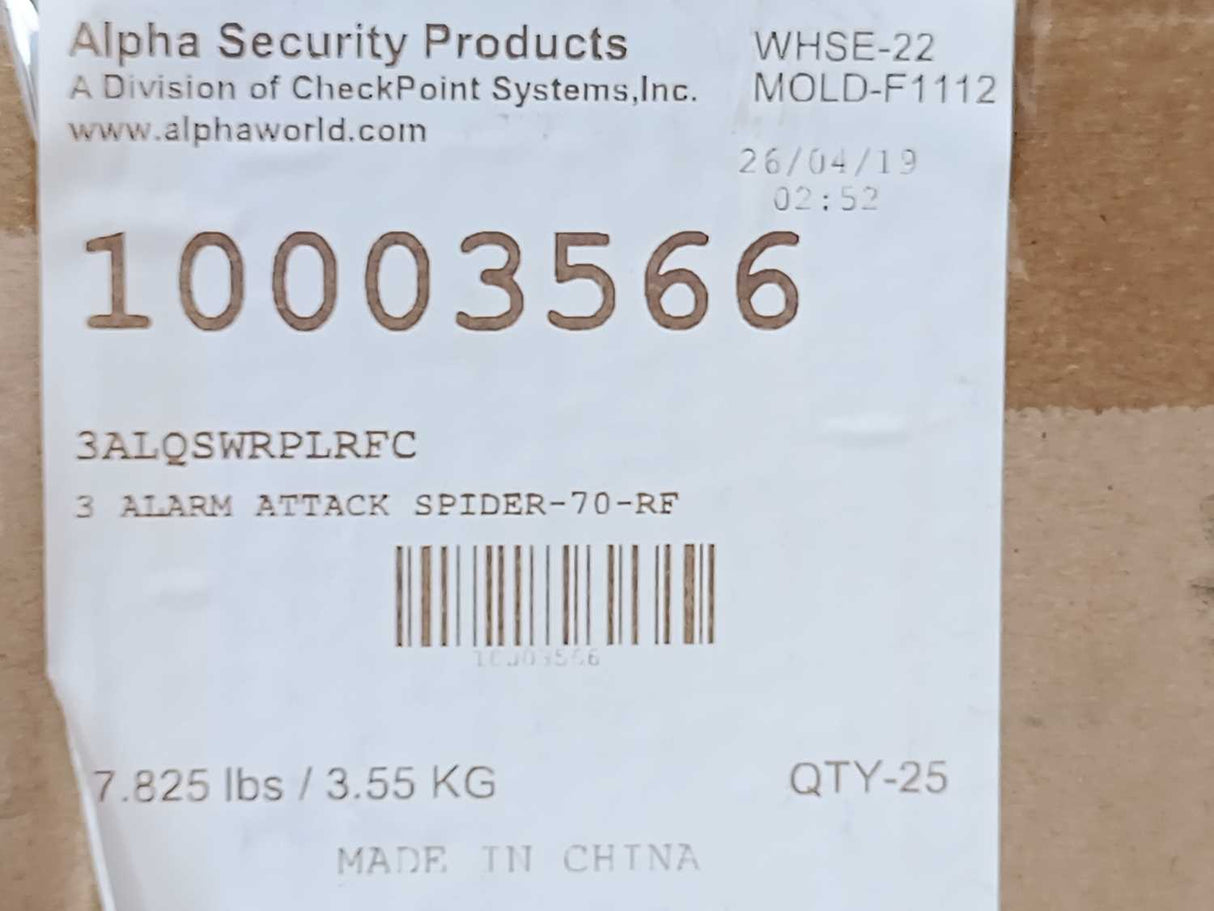 Alpha Security Products
A Division of CheckPoint Systems,Inc.
www.alphaworld.com
WHSE-22
MOLD-F1112
26/04/19
02:52
10003566
3ALQSWRPLRFC
3 ALARM ATTACK SPIDER-70-RF
10003566
7.825 lbs / 3.55 KG
QTY-25
MADE IN CHINA